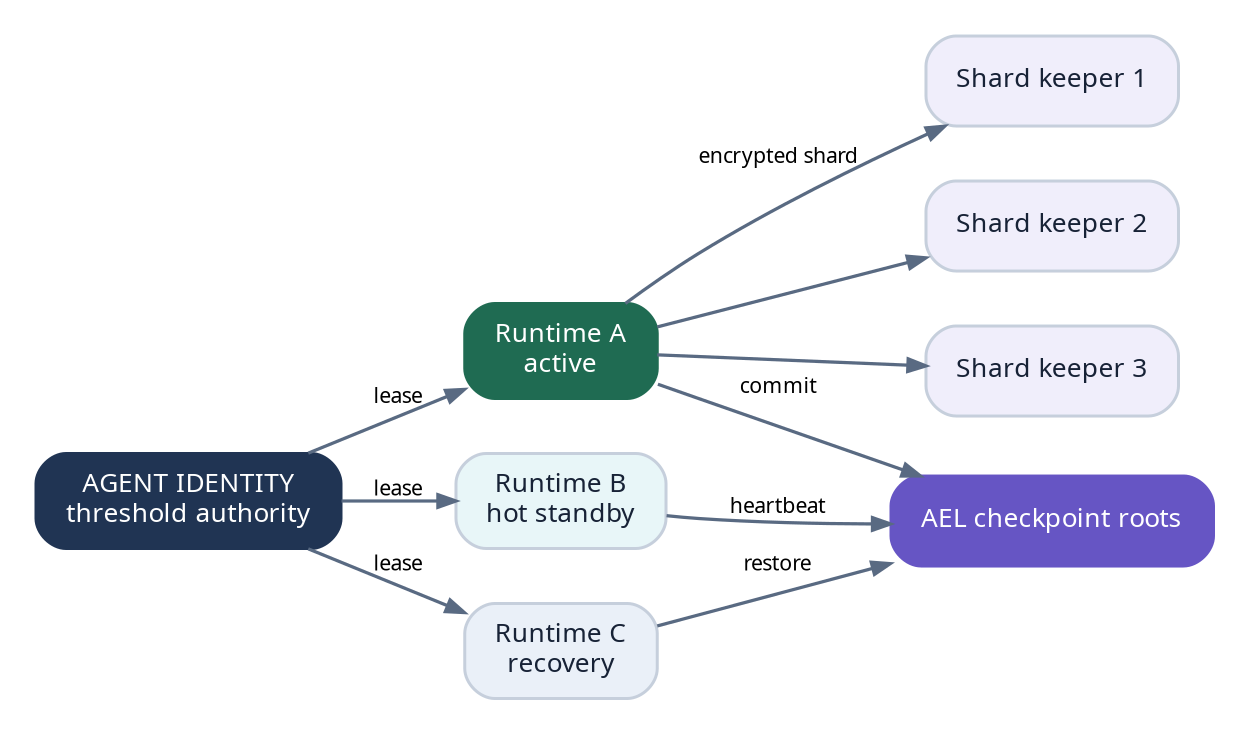 Shard keeper 1
encrypted shard
Shard keeper 2
Runtime A
active
Shard keeper 3
commit
lease
AGENT IDENTITY
threshold authority
lease
Runtime B
hot standby
heartbeat
AEL checkpoint roots
lease
restore
Runtime C
recovery